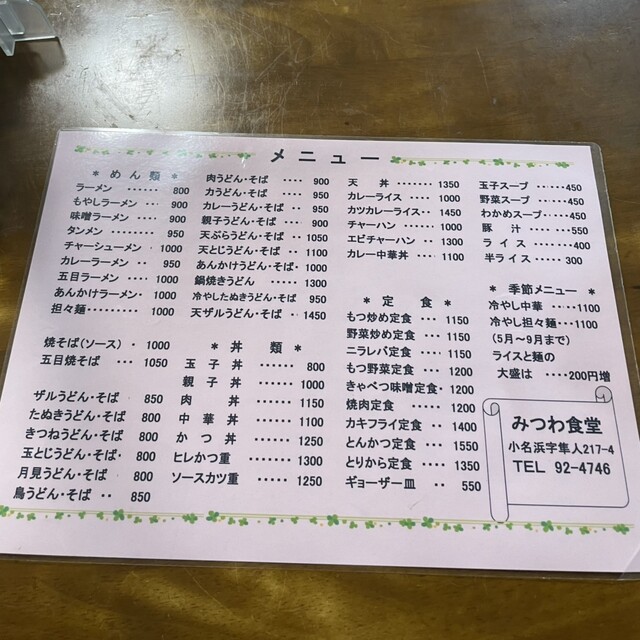 メニュー
* めん類 *
ラーメン ‥‥‥ 800
もやしラーメン ‥ 900
味噌ラーメン ‥‥ 900
タンメン ‥‥‥ 950
チャーシューメン ・ 1000
カレーラーメン ‥ 950
五目ラーメン ・ 1000
あんかけラーメン・ 1000
担々麺‥‥‥ 1000
焼そば(ソース) ・ 1000
五目焼そば ‥・ 1050
ザルうどん・そば 850
たぬきうどん・そば 800
きつねうどん・そば 800
玉とじうどん・そば・ 800
月見うどん・そば 800
鳥うどん・そば ‥ 850
肉うどん・そば ‥‥ 900
力うどん・そば ‥‥ 900
カレーうどん・そば‥ 900
親子うどん・そば ‥ 900
天ぷらうどん・そば‥ 1050
天とじうどん・そば ‥ 1100
あんかけうどん・そば・ 1000
鍋焼きうどん ‥‥ 1300
冷やしたぬきうどん・そば 950
天ザルうどん・そば ‥ 1450
* 丼 類 *
玉 子 丼 ‥‥‥ 800
親 子 丼 ‥‥‥ 1000
肉 丼 ‥‥‥ 1150
中 華 丼 ‥‥‥ 1100
か つ 丼 ‥‥‥ 1250
ヒレかつ重 ‥‥‥ 1300
ソースカツ重 ‥‥‥ 1250
天 丼 ‥‥‥‥ 1350
カレーライス ‥‥ 1000
カツカレーライス‥ 1450
チャーハン ‥‥‥ 1000
エビチャーハン ‥ 1300
カレー中華丼 ‥・ 1100
* 定 食 *
もつ炒め定食 ‥‥ 1150
野菜炒め定食 ‥‥ 1150
ニラレバ定食 ‥‥ 1150
もつ野菜定食 ‥‥ 1200
きゃべつ味噌定食・ 1200
焼肉定食 ‥‥‥ 1200
カキフライ定食 ‥ 1400
とんかつ定食 ‥・ 1550
とりから定食 ‥‥ 1350
ギョーザー皿 ‥ 550
玉子スープ ‥‥‥450
野菜スープ ‥‥‥450
わかめスープ ‥‥450
豚 汁 ‥‥‥‥550
ライス ‥‥‥400
半ライス ‥‥‥ 300
* 季節メニュー *
冷やし中華 ‥‥1100
冷やし担々麺‥・1100
(5月～9月まで)
ライスと麺の
大盛は ‥‥200円増
みつわ食堂
小名浜字隼人217-4
TEL 92-4746